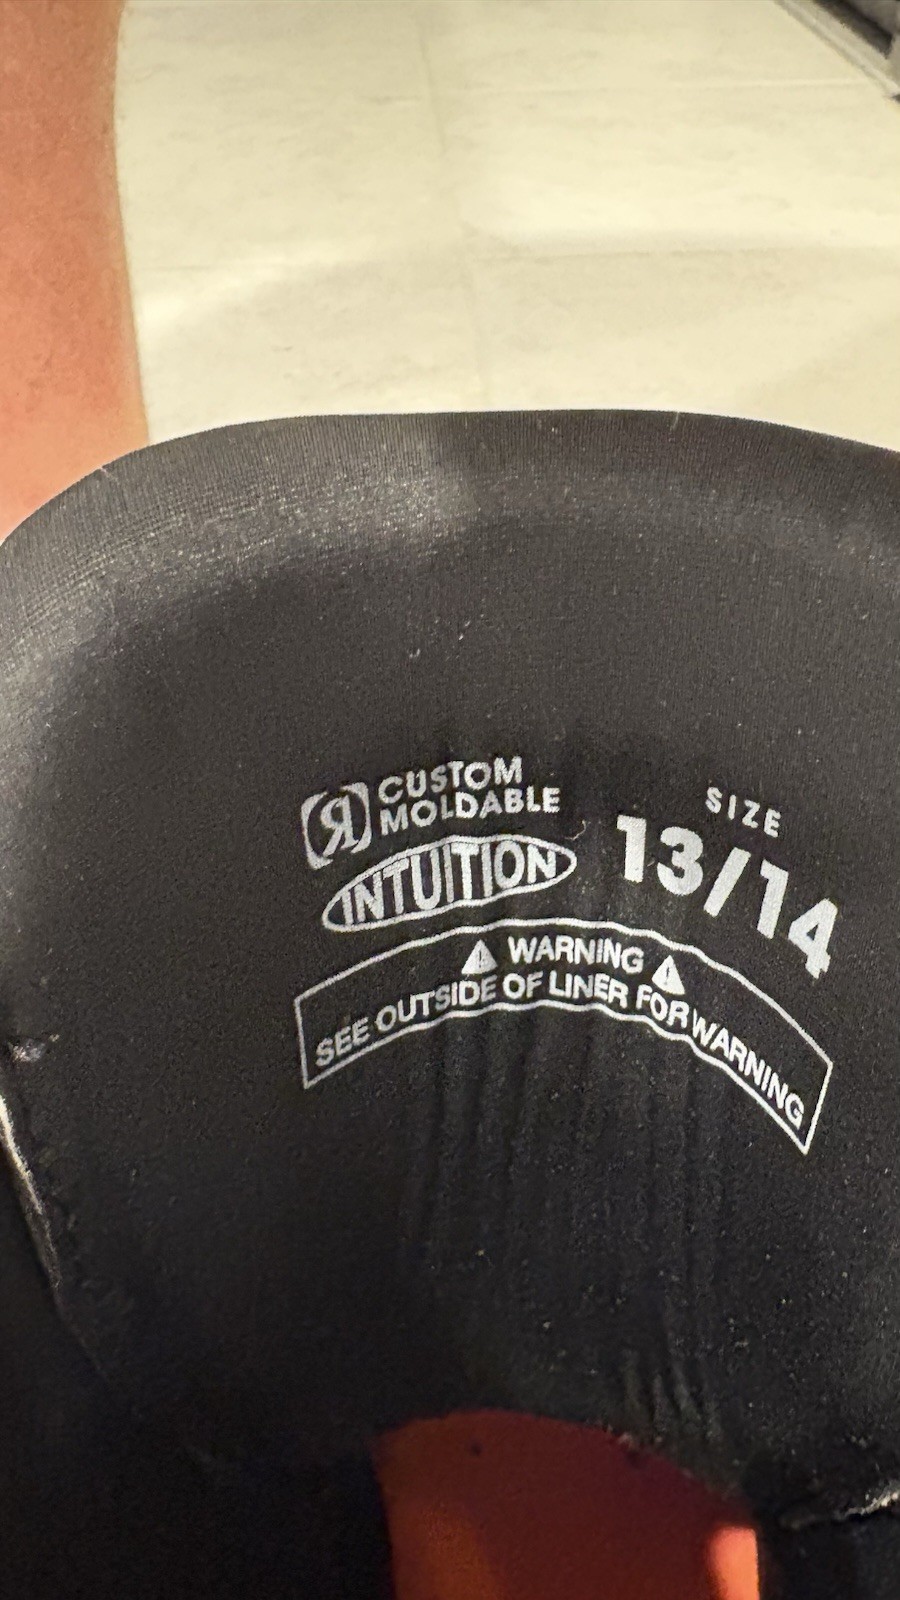 R CUSTOM
MOLDABLE
INTUITION
SIZE
13/14
WARNING
SEE OUTSIDE OF LINER FOR WARNING